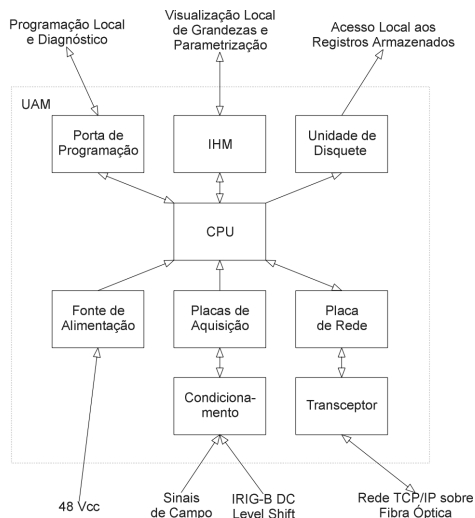 Programação Local
e Diagnóstico
Visualização Local
de Grandezas e
Parametrização
Acesso Local aos
Registros Armazenados
UAM
Porta de
Programação
IHM
Unidade de
Disquete
CPU
Fonte de
Alimentação
Placas de
Aquisição
Placa
de Rede
Condiciona-
mento
Transceptor
48 Vcc
Sinais
de Campo
IRIG-B DC
Level Shift
Rede TCP/IP sobre
Fibra Óptica